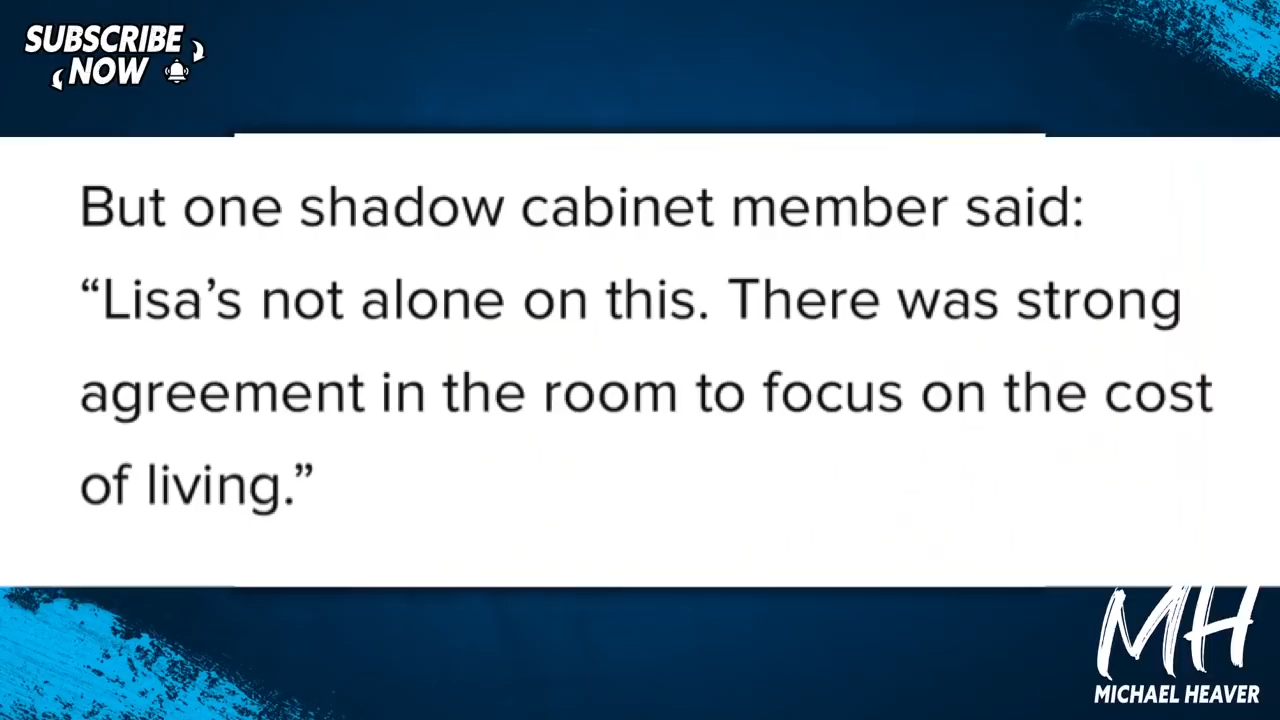 SUBSCRIBE
NOW
But one shadow cabinet member said:
“Lisa’s not alone on this. There was strong
agreement in the room to focus on the cost
of living.”
MH
MICHAEL HEAVER